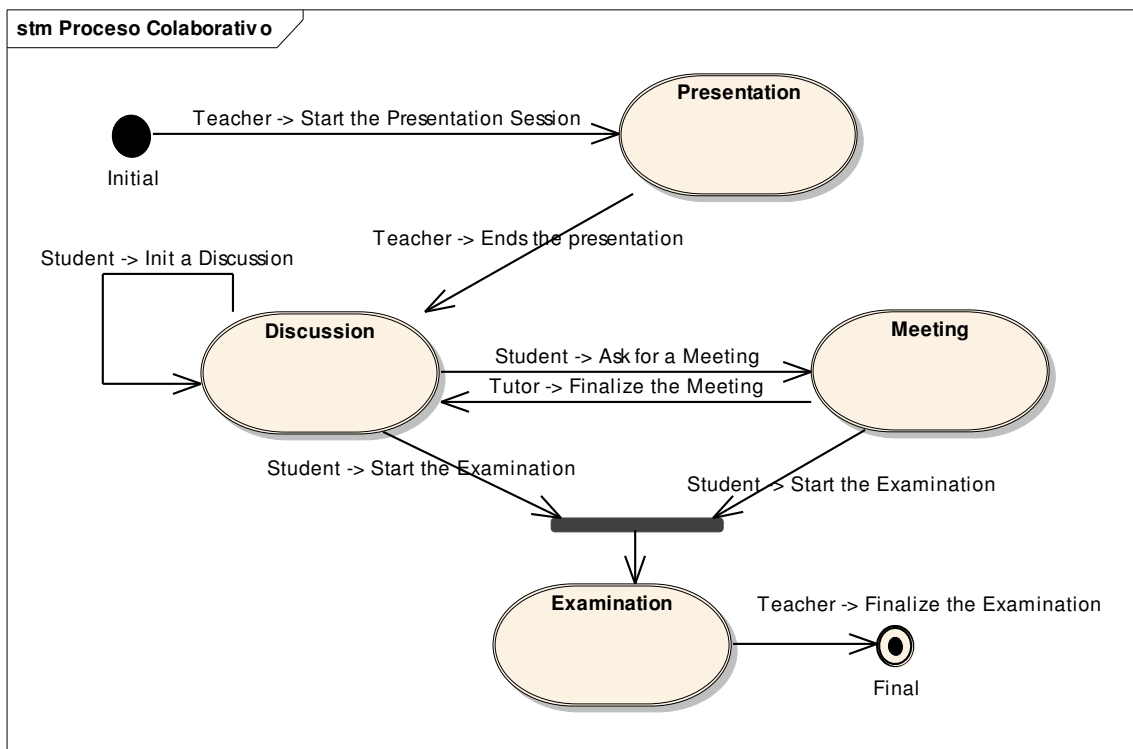 stm Proceso Colaborativo
Presentation
Teacher -> Start the Presentation Session
Initial
Teacher -> Ends the presentation
Student -> Init a Discussion
Discussion
Meeting
Student -> Ask for a Meeting
Tutor -> Finalize the Meeting
Student -> Start the Examination
Student -> Start the Examination
Examination
Teacher -> Finalize the Examination
Final